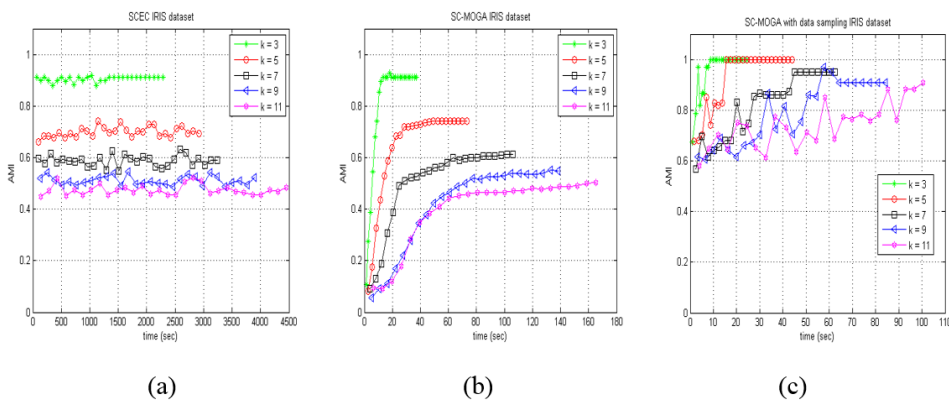 SCEC IRIS dataset
1
0.8
0.6
0.4
0.2
0
AMI
0 500 1000 1500 2000 2500 3000 3500 4000 4500
time (sec)
k = 3
k = 5
k = 7
k = 9
k = 11
(a)
SC-MOGA IRIS dataset
1
0.8
0.6
0.4
0.2
0
AMI
0 20 40 60 80 100 120 140 160 180
time (sec)
k = 3
k = 5
k = 7
k = 9
k = 11
(b)
SC-MOGA with data sampling IRIS dataset
1
0.8
0.6
0.4
0.2
0
AMI
0 10 20 30 40 50 60 70 80 90 100 110
time (sec)
k = 3
k = 5
k = 7
k = 9
k = 11
(c)